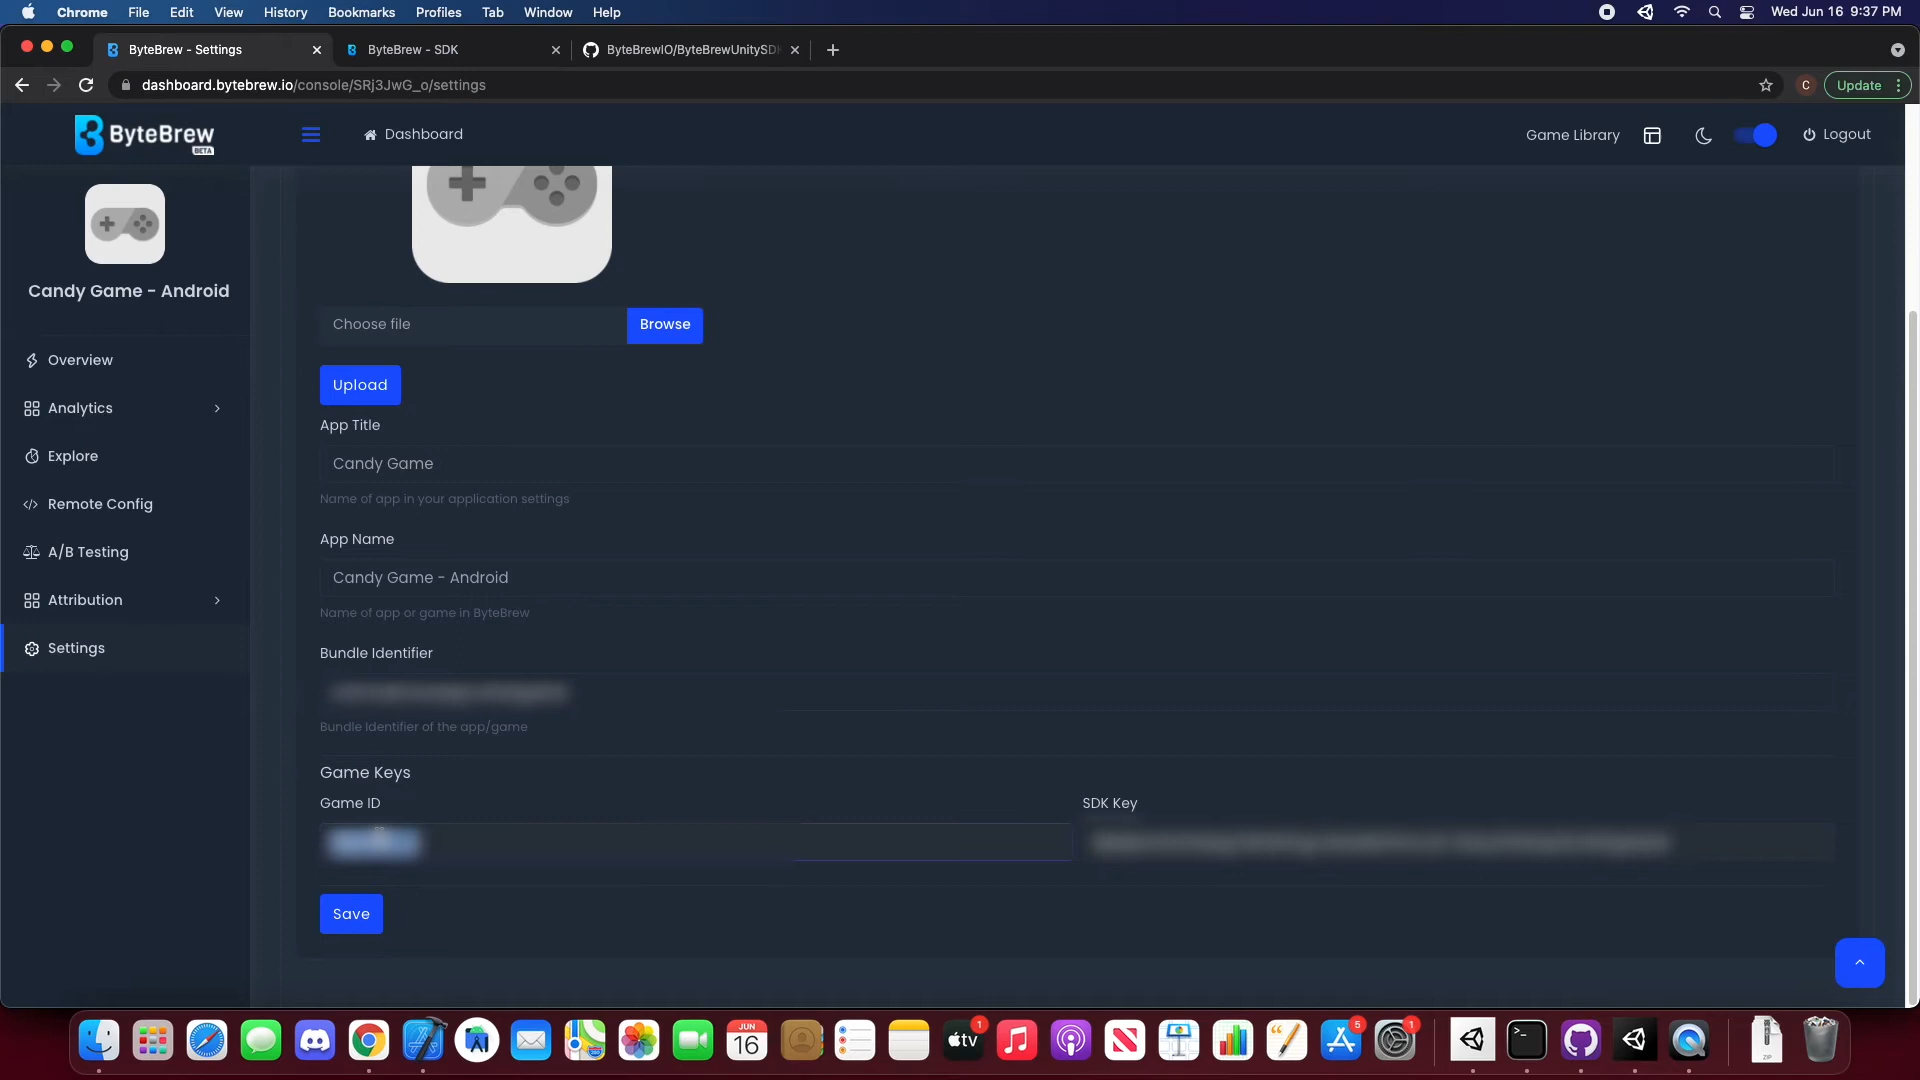 Chrome File Edit View History Bookmarks Profiles Tab Window Help Wed Jun 16 9:37 PM
ByteBrew - Settings ByteBrew - SDK ByteBrewIO/ByteBrewUnitySD
dashboard.bytebrew.io/console/SRj3JwG_o/settings C Update
ByteBrew BETA Dashboard Game Library Logout
Candy Game - Android
Overview
Analytics
Explore
Remote Config
A/B Testing
Attribution
Settings
Choose file Browse
Upload
App Title
Candy Game
Name of app in your application settings
App Name
Candy Game - Android
Name of app or game in ByteBrew
Bundle Identifier
Bundle Identifier of the app/game
Game Keys
Game ID SDK Key
Save
JUN
16
tv
1
5
1
ZIP